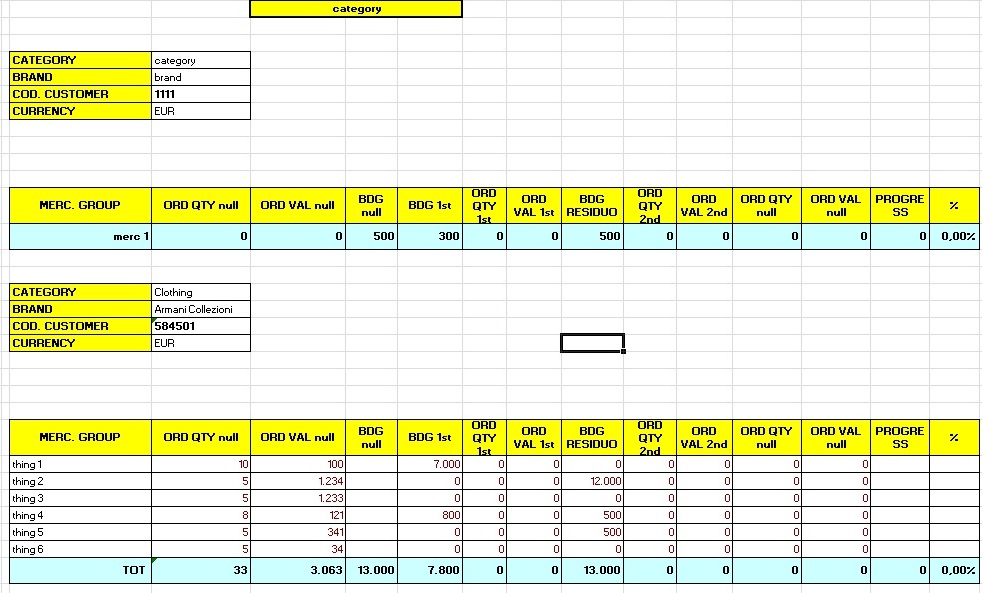 category
CATEGORY category
BRAND brand
COD. CUSTOMER 1111
CURRENCY EUR
MERC. GROUP ORD QTY null ORD VAL null BDG null BDG 1st ORD QTY 1st ORD VAL 1st BDG RESIDUO ORD QTY 2nd ORD VAL 2nd ORD QTY null ORD VAL null PROGRE SS %
merc 1 0 0 500 300 0 0 500 0 0 0 0 0 0,00%
CATEGORY Clothing
BRAND Armani Collezioni
COD. CUSTOMER 584501
CURRENCY EUR
MERC. GROUP ORD QTY null ORD VAL null BDG null BDG 1st ORD QTY 1st ORD VAL 1st BDG RESIDUO ORD QTY 2nd ORD VAL 2nd ORD QTY null ORD VAL null PROGRE SS %
thing 1 10 100 7.000 0 0 0 0 0 0 0
thing 2 5 1.234 0 0 0 12.000 0 0 0 0
thing 3 5 1.233 0 0 0 0 0 0 0 0
thing 4 8 121 800 0 0 500 0 0 0 0
thing 5 5 341 0 0 0 500 0 0 0 0
thing 6 5 34 0 0 0 0 0 0 0 0
TOT 33 3.063 13.000 7.800 0 0 13.000 0 0 0 0 0 0,00%